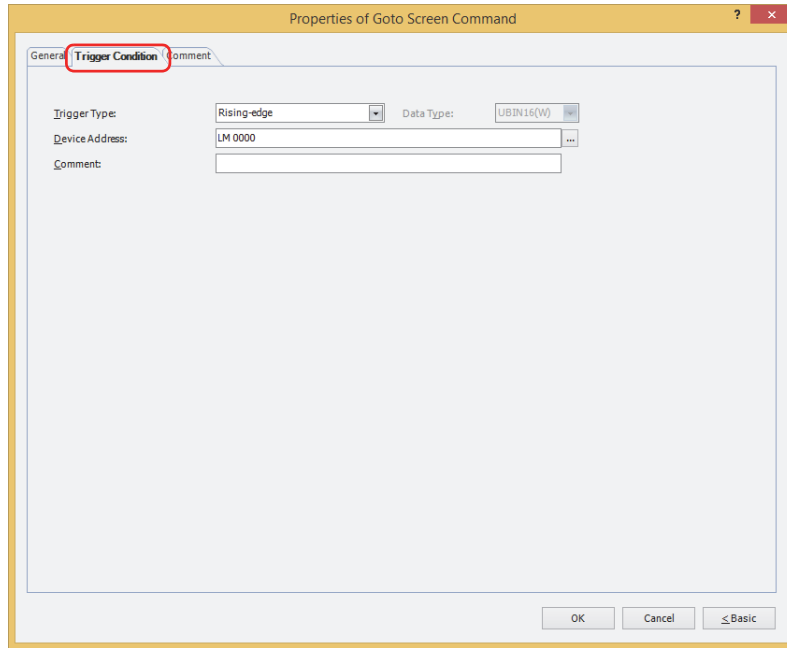 Properties of Goto Screen Command
? ×
General Trigger Condition Comment
Trigger Type: Rising-edge Data Type: UBIN16(W)
Device Address: LM 0000 ...
Comment:
OK Cancel < Basic